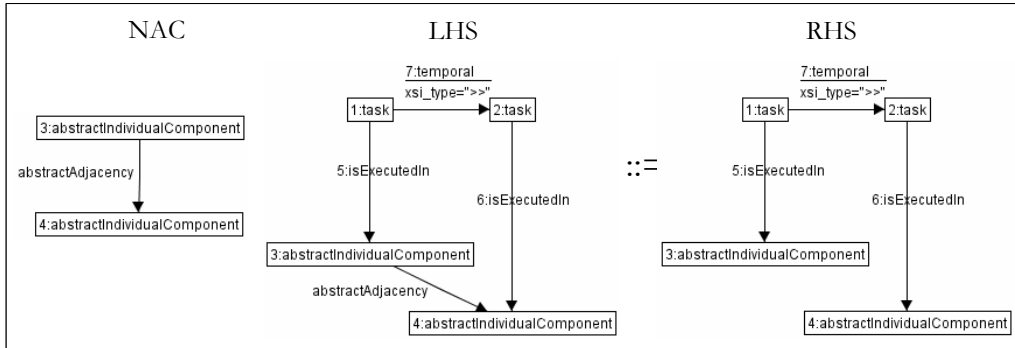 NAC
LHS
RHS
3:abstractIndividualComponent
abstractAdjacency
4:abstractIndividualComponent
7:temporal
xsi_type=">>"
1:task
2:task
5:isExecutedIn
6:isExecutedIn
3:abstractIndividualComponent
abstractAdjacency
4:abstractIndividualComponent
::=
7:temporal
xsi_type=">>"
1:task
2:task
5:isExecutedIn
6:isExecutedIn
3:abstractIndividualComponent
4:abstractIndividualComponent